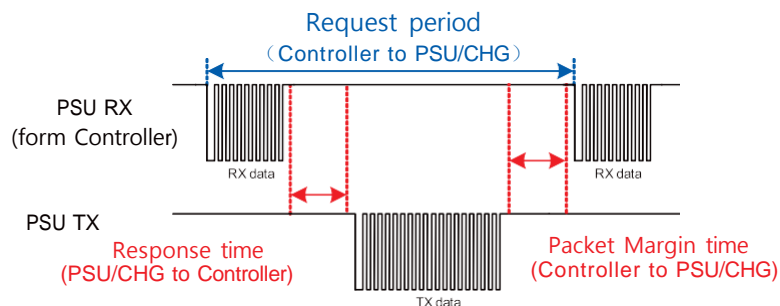 Request period
（Controller to PSU/CHG）
PSU RX
(form Controller)
RX data
RX data
PSU TX
Response time
(PSU/CHG to Controller)
Packet Margin time
(Controller to PSU/CHG)
TX data